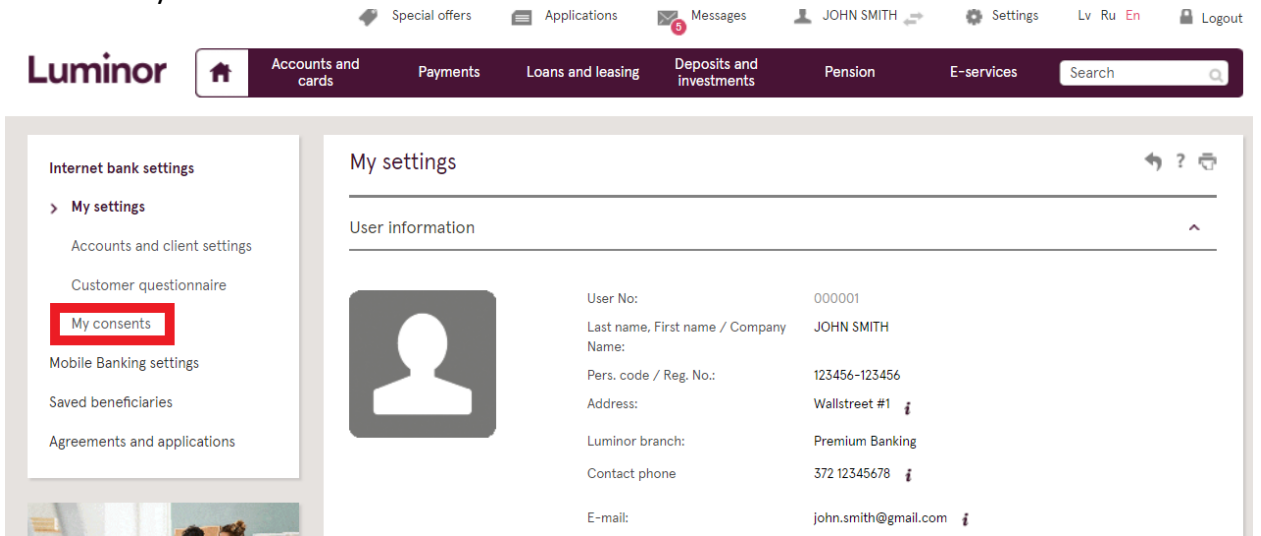 Special offers Applications Messages 5 JOHN SMITH Settings Lv Ru En Logout
Luminor
Accounts and cards
Payments
Loans and leasing
Deposits and investments
Pension
E-services
Search
Internet bank settings
My settings
Accounts and client settings
Customer questionnaire
My consents
Mobile Banking settings
Saved beneficiaries
Agreements and applications
My settings ?
User information
User No: 000001
Last name, First name / Company JOHN SMITH
Name:
Pers. code / Reg. No.: 123456-123456
Address: Wallstreet #1 i
Luminor branch: Premium Banking
Contact phone 372 12345678 i
E-mail: john.smith@gmail.com i